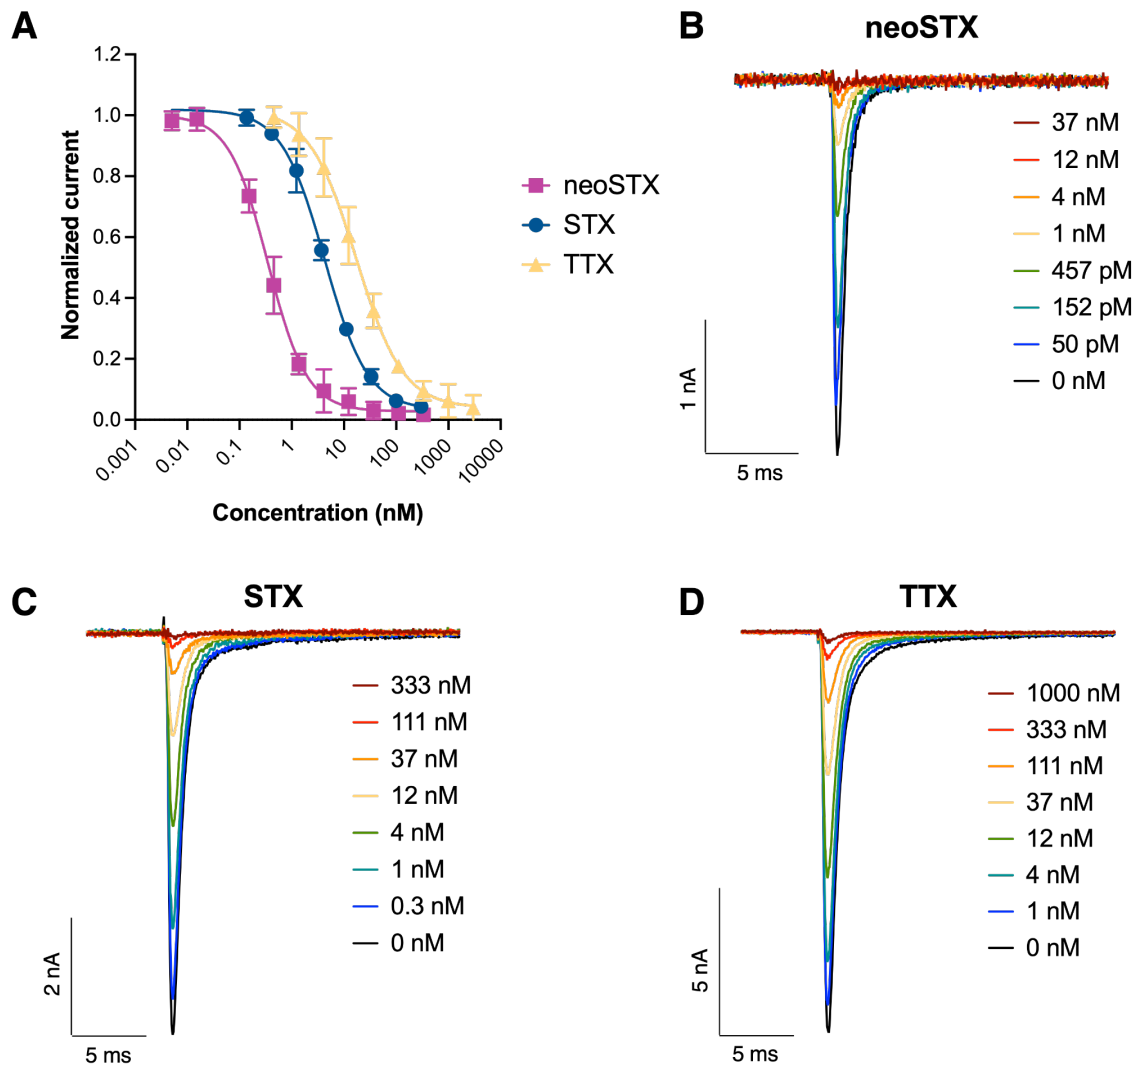 A
1.2
1.0
0.8
0.6
0.4
0.2
0.0
Normalized current
0.001
0.01
0.1
1
10
100
1000
10000
Concentration (nM)
neoSTX
STX
TTX
B
neoSTX
37 nM
12 nM
4 nM
1 nM
457 pM
152 pM
50 pM
0 nM
1 nA
5 ms
C
STX
333 nM
111 nM
37 nM
12 nM
4 nM
1 nM
0.3 nM
0 nM
2 nA
5 ms
D
TTX
1000 nM
333 nM
111 nM
37 nM
12 nM
4 nM
1 nM
0 nM
5 nA
5 ms